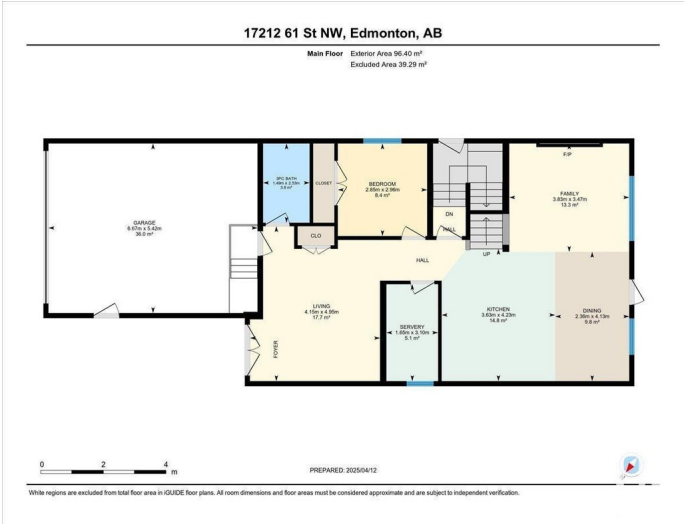 17212 61 St NW, Edmonton, AB
Main Floor Exterior Area 96.40 m²
Excluded Area 39.29 m²
GARAGE
6.67m x 5.42m
36.0 m²
3PC BATH
1.49m x 2.59m
3.9 m²
CLOSET
BEDROOM
2.85m x 2.96m
8.4 m²
F/P
FAMILY
3.83m x 3.47m
13.3 m²
DN
HALL
UP
CLO
HALL
LIVING
4.15m x 4.95m
17.7 m²
FOYER
SERVERY
1.65m x 3.10m
5.1 m²
KITCHEN
3.63m x 4.23m
14.8 m²
DINING
2.36m x 4.13m
9.8 m²
0 2 4
m
PREPARED: 2025/04/12
White regions are excluded from total floor area in iGUIDE floor plans. All room dimensions and floor areas must be considered approximate and are subject to independent verification.